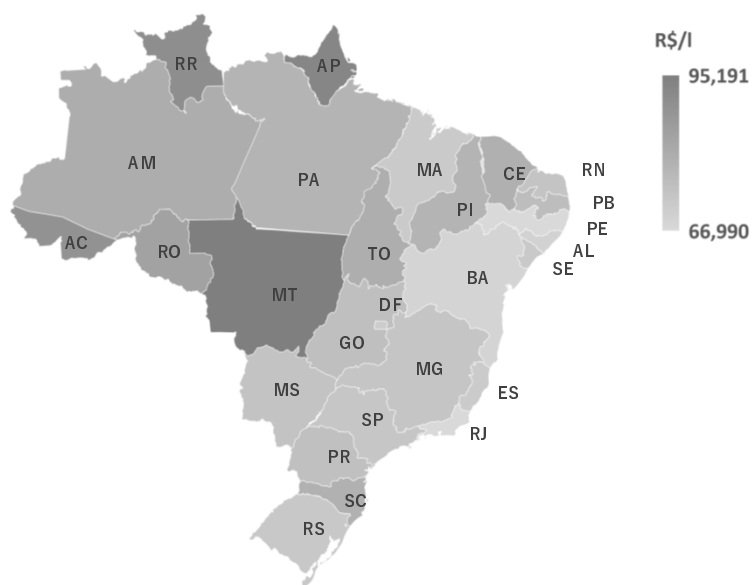 R$/l
95,191
66,990
RR
AP
AM
PA
MA
CE
RN
PI
PB
PE
AL
SE
AC
RO
TO
BA
MT
DF
GO
MG
MS
ES
SP
RJ
PR
SC
RS